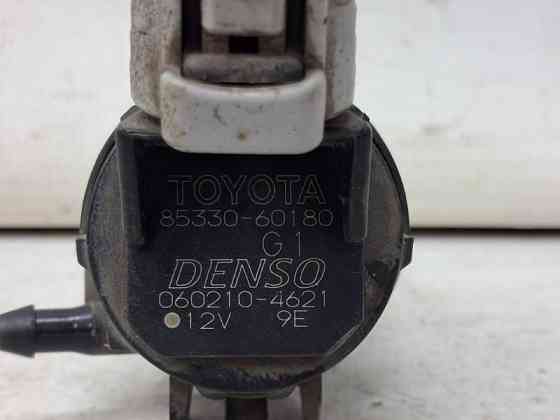 TOYOTA
85330-60180
G1
DENSO
060210-4621
12V 9E